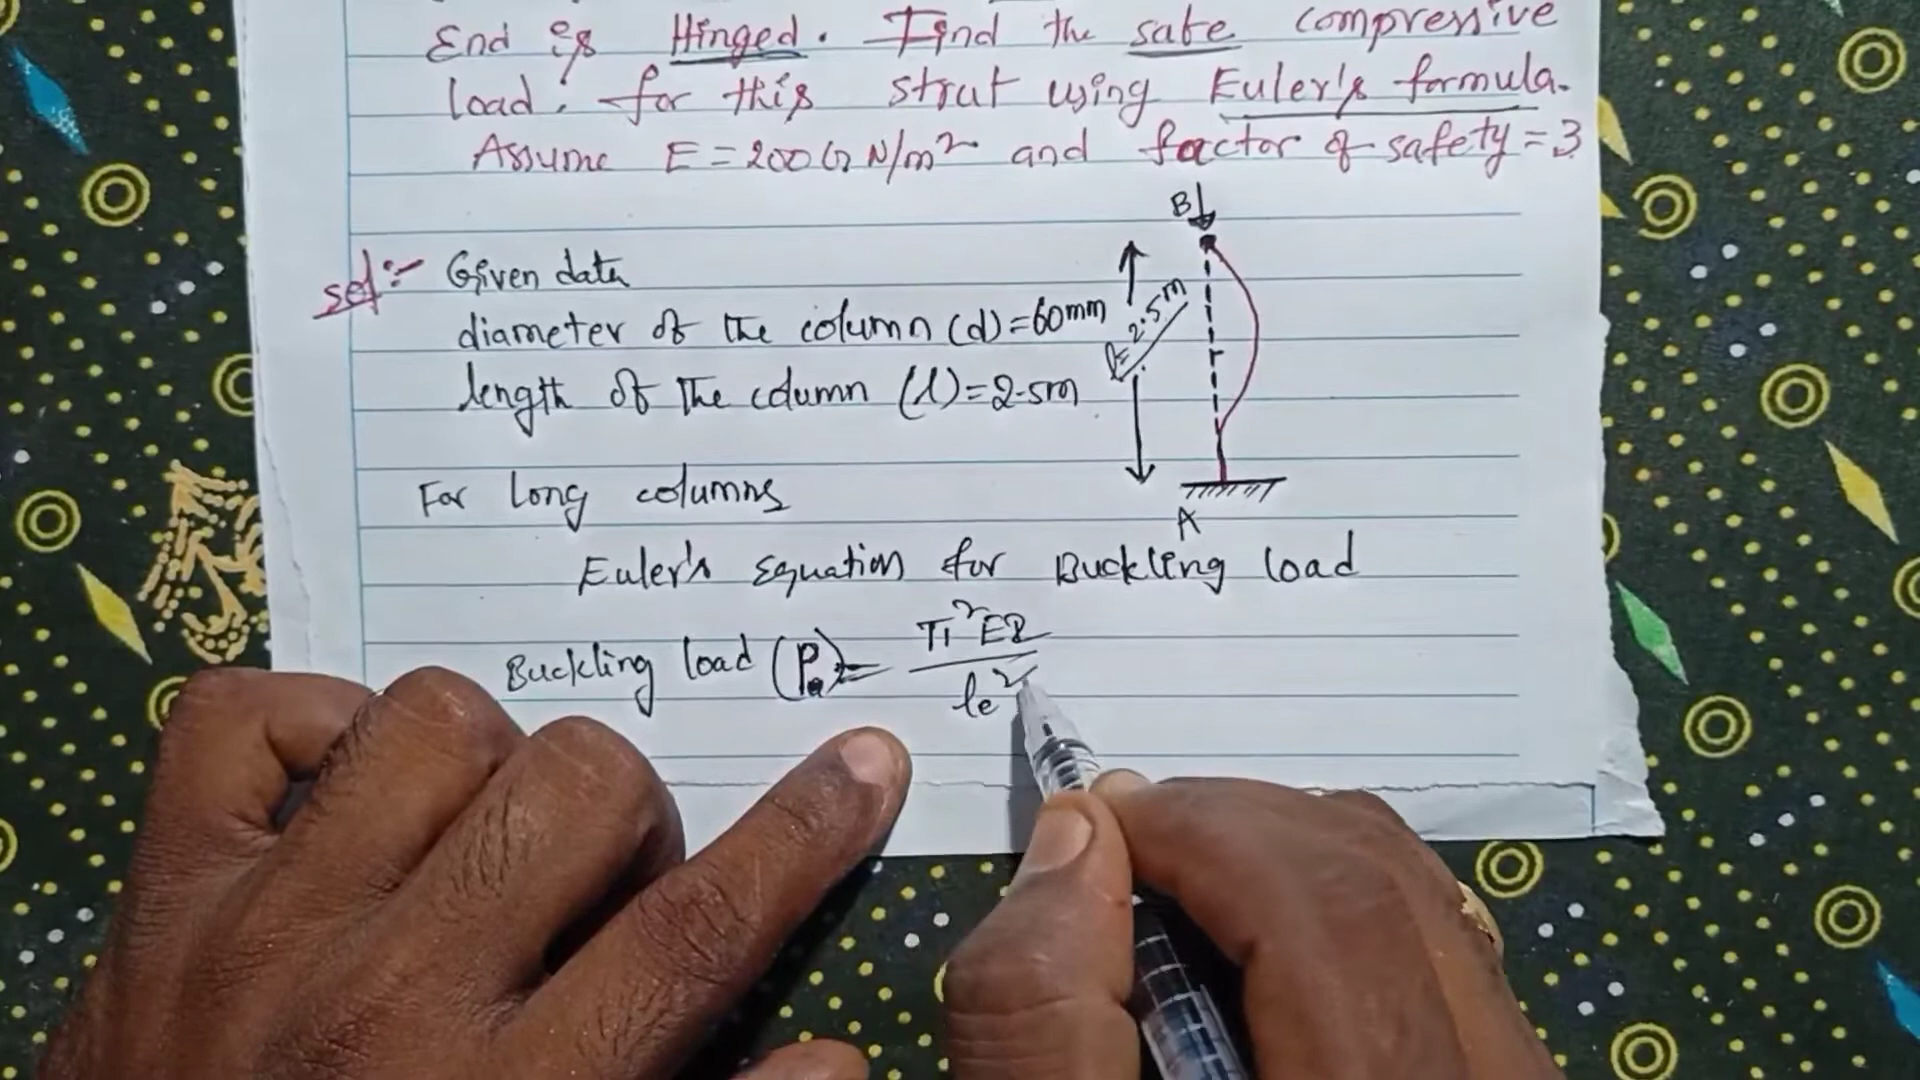 End is Hinged. Find the safe compressive
load. for this strut using Euler's formula.
Assume E = 200 GN/m² and factor of safety = 3
Sol:- Given data
diameter of the column (d) = 60mm
length of the column (l) = 2.5m
B
l = 2.5m
A
For Long columns
Euler's Equation for Buckling load
Buckling load (P) = π²EI / le²